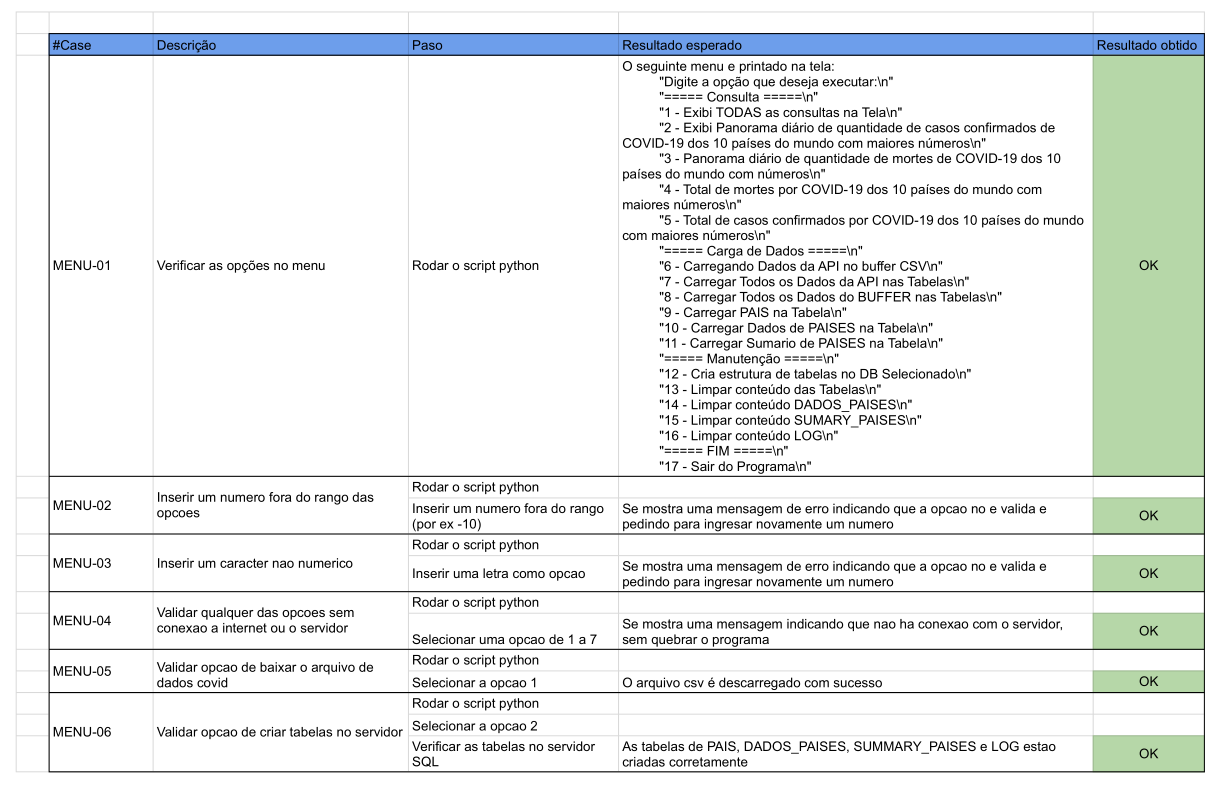 #Case Descrição Paso Resultado esperado Resultado obtido
O seguinte menu e printado na tela:
"Digite a opção que deseja executar:\n"
"===== Consulta =====\n"
"1 - Exibi TODAS as consultas na Tela\n"
"2 - Exibi Panorama diário de quantidade de casos confirmados de
COVID-19 dos 10 países do mundo com maiores números\n"
"3 - Panorama diário de quantidade de mortes de COVID-19 dos 10
países do mundo com números\n"
"4 - Total de mortes por COVID-19 dos 10 países do mundo com
maiores números\n"
"5 - Total de casos confirmados por COVID-19 dos 10 países do mundo
com maiores números\n"
"===== Carga de Dados =====\n"
MENU-01 Verificar as opções no menu Rodar o script python "6 - Carregando Dados da API no buffer CSV\n" OK
"7 - Carregar Todos os Dados da API nas Tabelas\n"
"8 - Carregar Todos os Dados do BUFFER nas Tabelas\n"
"9 - Carregar PAIS na Tabela\n"
"10 - Carregar Dados de PAISES na Tabela\n"
"11 - Carregar Sumario de PAISES na Tabela\n"
"===== Manutenção =====\n"
"12 - Cria estrutura de tabelas no DB Selecionado\n"
"13 - Limpar conteúdo das Tabelas\n"
"14 - Limpar conteúdo DADOS_PAISES\n"
"15 - Limpar conteúdo SUMARY_PAISES\n"
"16 - Limpar conteúdo LOG\n"
"===== FIM =====\n"
"17 - Sair do Programa\n"
MENU-02
Inserir um numero fora do rango das
opcoes
Rodar o script python
Inserir um numero fora do rango
(por ex -10)
Se mostra uma mensagem de erro indicando que a opcao no e valida e
pedindo para ingresar novamente um numero
OK
MENU-03
Inserir um caracter nao numerico
Rodar o script python
Inserir uma letra como opcao
Se mostra uma mensagem de erro indicando que a opcao no e valida e
pedindo para ingresar novamente um numero
OK
MENU-04
Validar qualquer das opcoes sem
conexao a internet ou o servidor
Rodar o script python
Selecionar uma opcao de 1 a 7
Se mostra uma mensagem indicando que nao ha conexao com o servidor,
sem quebrar o programa
OK
MENU-05
Validar opcao de baixar o arquivo de
dados covid
Rodar o script python
Selecionar a opcao 1
O arquivo csv é descarregado com sucesso
OK
MENU-06
Validar opcao de criar tabelas no servidor
Rodar o script python
Selecionar a opcao 2
Verificar as tabelas no servidor
SQL
As tabelas de PAIS, DADOS_PAISES, SUMMARY_PAISES e LOG estao
criadas corretamente
OK